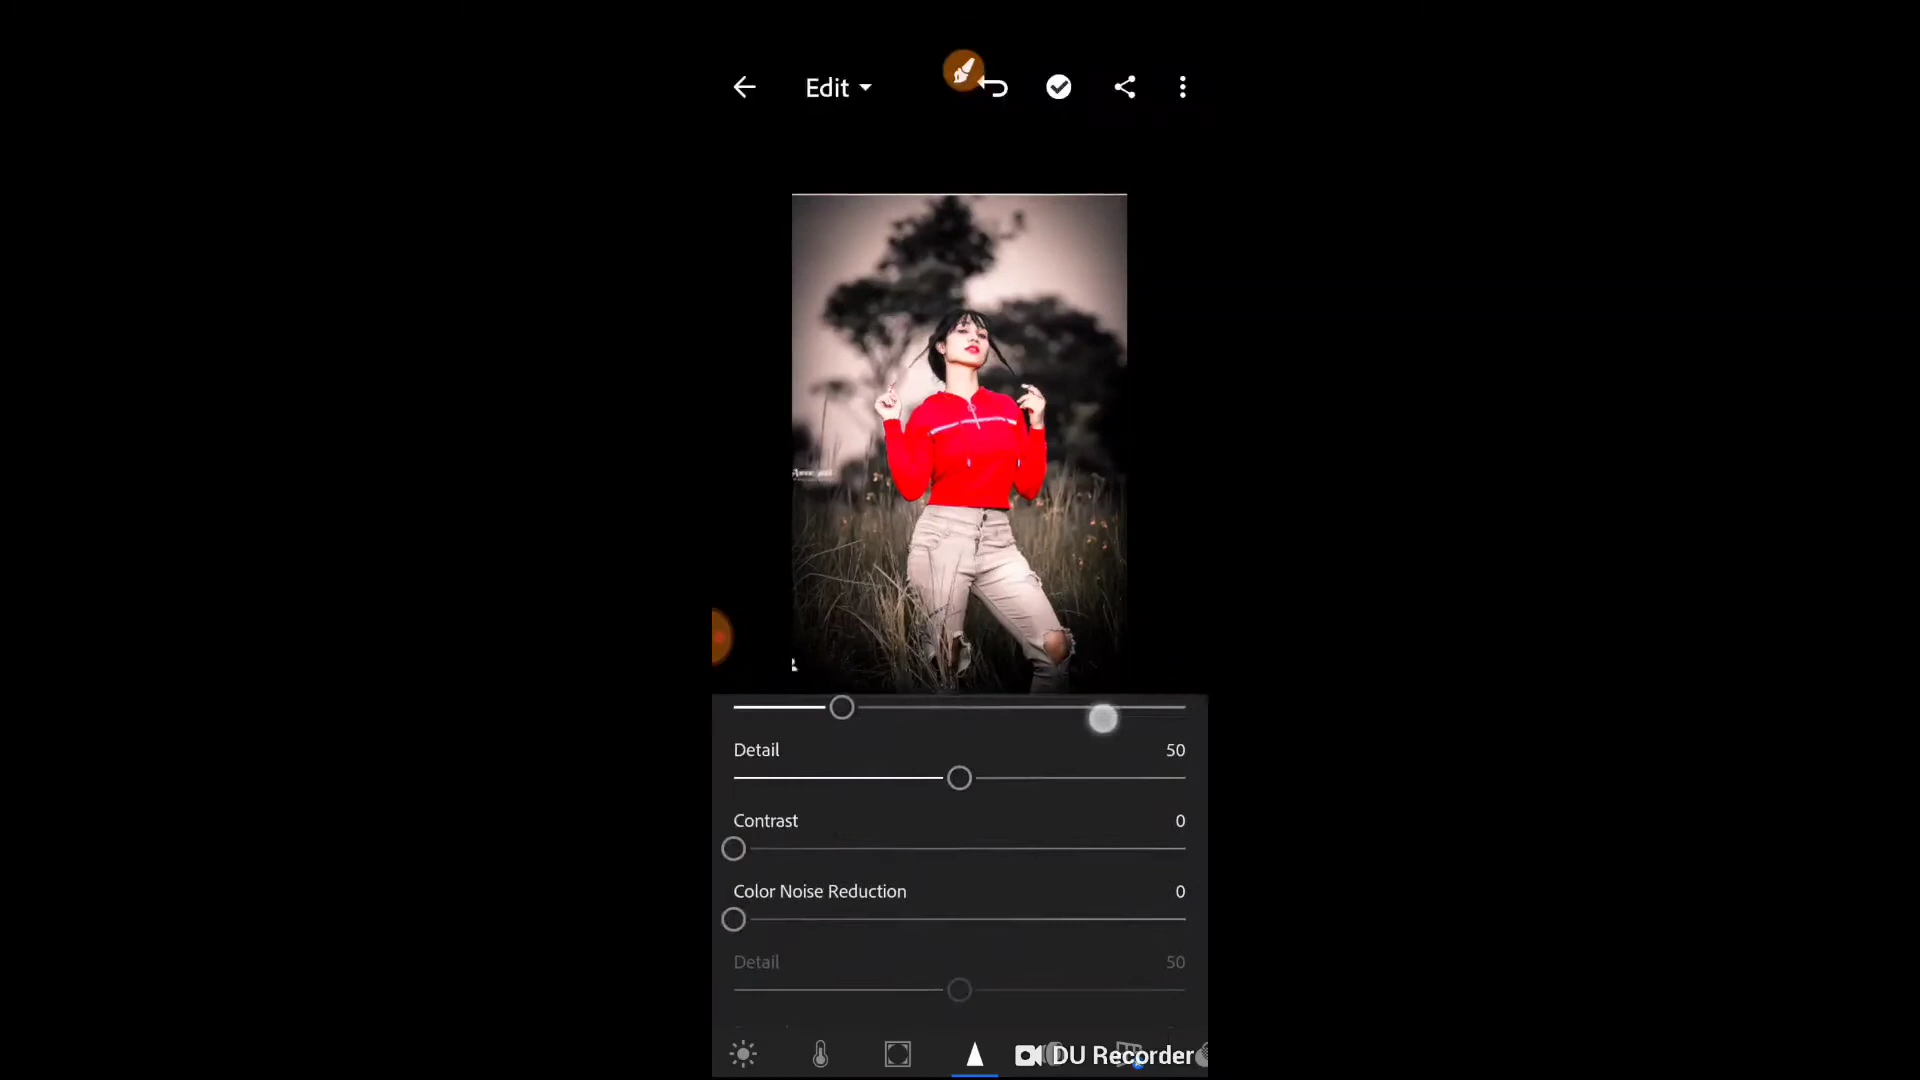 Edit
Detail 50
Contrast 0
Color Noise Reduction 0
Detail 50
DU Recorder